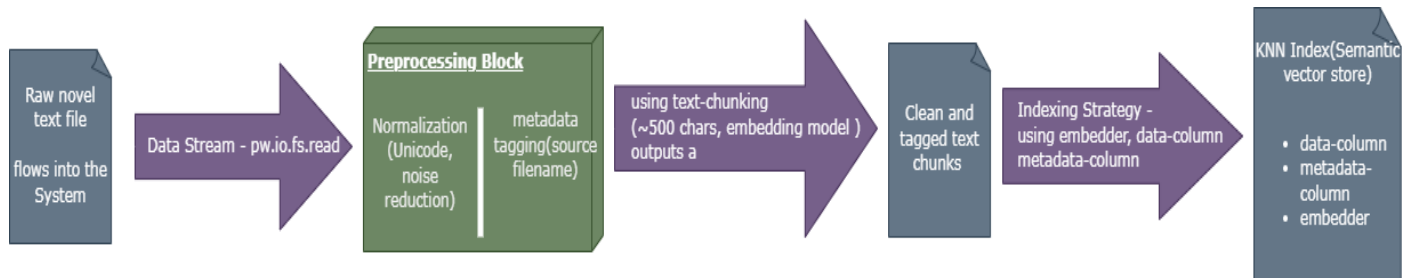 Raw novel
text file
flows into the
System
Data Stream - pw.io.fs.read
Preprocessing Block
Normalization
(Unicode,
noise
reduction)
metadata
tagging(source
filename)
using text-chunking
(~500 chars, embedding model )
outputs a
Clean and
tagged text
chunks
Indexing Strategy -
using embedder, data-column
metadata-column
KNN Index(Semantic
vector store)
• data-column
• metadata-
column
• embedder